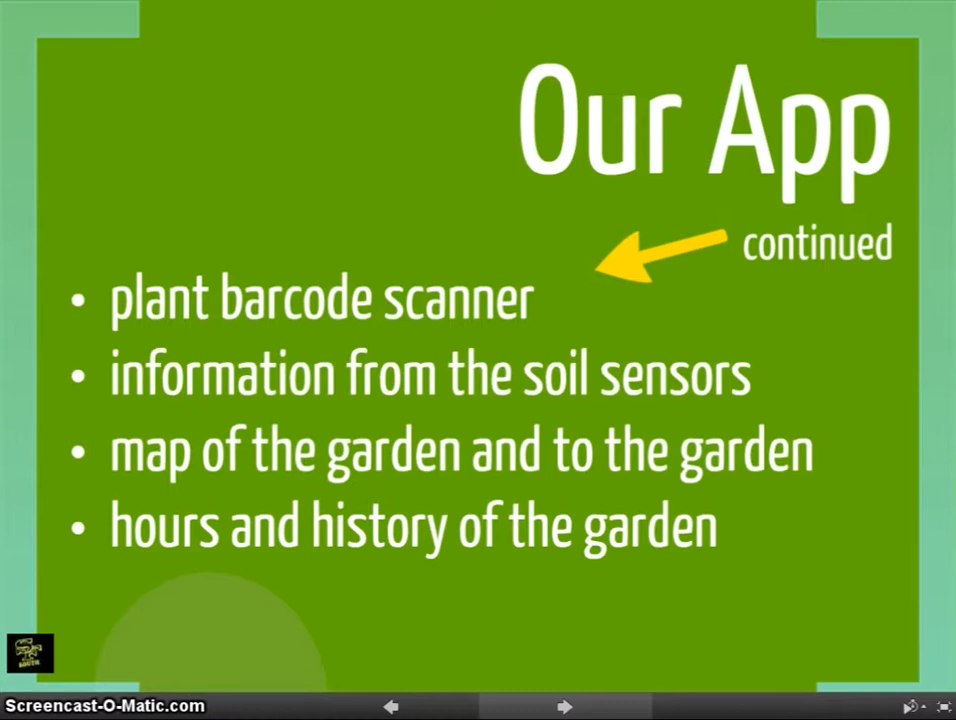 Our App
continued
• plant barcode scanner
• information from the soil sensors
• map of the garden and to the garden
• hours and history of the garden
SOUTH
Screencast-O-Matic.com